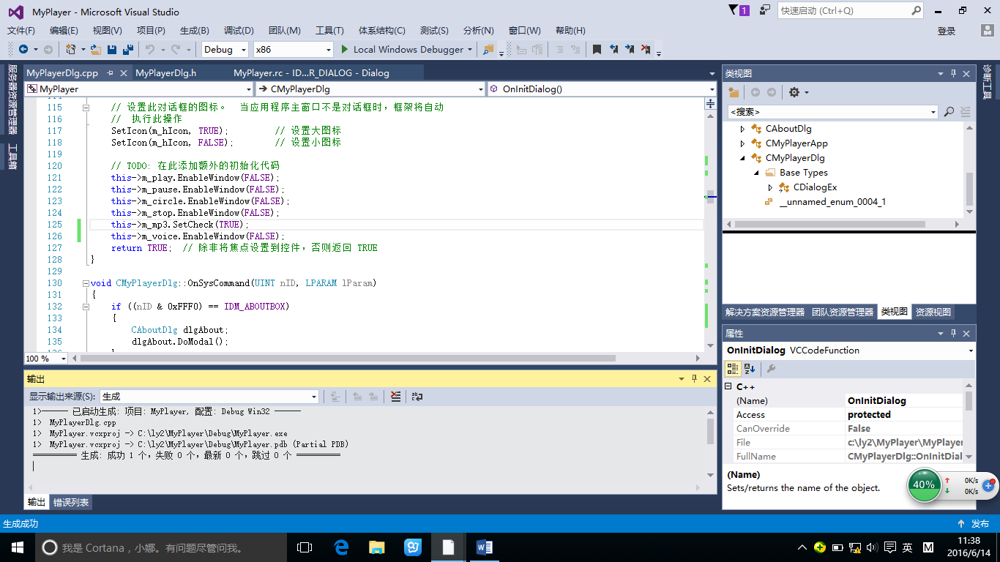 MyPlayer - Microsoft Visual Studio
1
快速启动 (Ctrl+Q)
文件(F) 编辑(E) 视图(V) 项目(P) 生成(B) 调试(D) 团队(M) 工具(T) 体系结构(C) 测试(S) 分析(N) 窗口(W) 帮助(H) 登录
Debug x86 Local Windows Debugger
服务器资源管理器
工具箱
MyPlayerDlg.cpp MyPlayerDlg.h MyPlayer.rc - ID...R_DIALOG - Dialog
MyPlayer CMyPlayerDlg OnInitDialog()
115 // 设置此对话框的图标。 当应用程序主窗口不是对话框时，框架将自动
116 // 执行此操作
117 SetIcon(m_hIcon, TRUE); // 设置大图标
118 SetIcon(m_hIcon, FALSE); // 设置小图标
119
120 // TODO: 在此添加额外的初始化代码
121 this->m_play.EnableWindow(FALSE);
122 this->m_pause.EnableWindow(FALSE);
123 this->m_circle.EnableWindow(FALSE);
124 this->m_stop.EnableWindow(FALSE);
125 this->m_mp3.SetCheck(TRUE);
126 this->m_voice.EnableWindow(FALSE);
127 return TRUE; // 除非将焦点设置到控件，否则返回 TRUE
128 }
129
130 void CMyPlayerDlg::OnSysCommand(UINT nID, LPARAM lParam)
131 {
132 if ((nID & 0xFFF0) == IDM_ABOUTBOX)
133 {
134 CAboutDlg dlgAbout;
135 dlgAbout.DoModal();
100 %
输出
显示输出来源(S): 生成
1>------ 已启动生成: 项目: MyPlayer, 配置: Debug Win32 ------
1> MyPlayerDlg.cpp
1> MyPlayer.vcxproj -> C:\ly2\MyPlayer\Debug\MyPlayer.exe
1> MyPlayer.vcxproj -> C:\ly2\MyPlayer\Debug\MyPlayer.pdb (Partial PDB)
========== 生成: 成功 1 个，失败 0 个，最新 0 个，跳过 0 个 ==========
输出 错误列表
类视图
<搜索>
CAboutDlg
CMyPlayerApp
CMyPlayerDlg
Base Types
CDialogEx
__unnamed_enum_0004_1
解决方案资源管理器 团队资源管理器 类视图 资源视图
属性
OnInitDialog VCCodeFunction
C++
(Name) OnInitDialog
Access protected
CanOverride False
File c:\ly2\MyPlayer\MyPlayer
FullName CMyPlayerDlg::OnInitDial
(Name)
Sets/returns the name of the object.
诊断工具
40%
0K/s
0K/s
生成成功 发布
我是 Cortana，小娜。有问题尽管问我。
英 M
11:38
2016/6/14